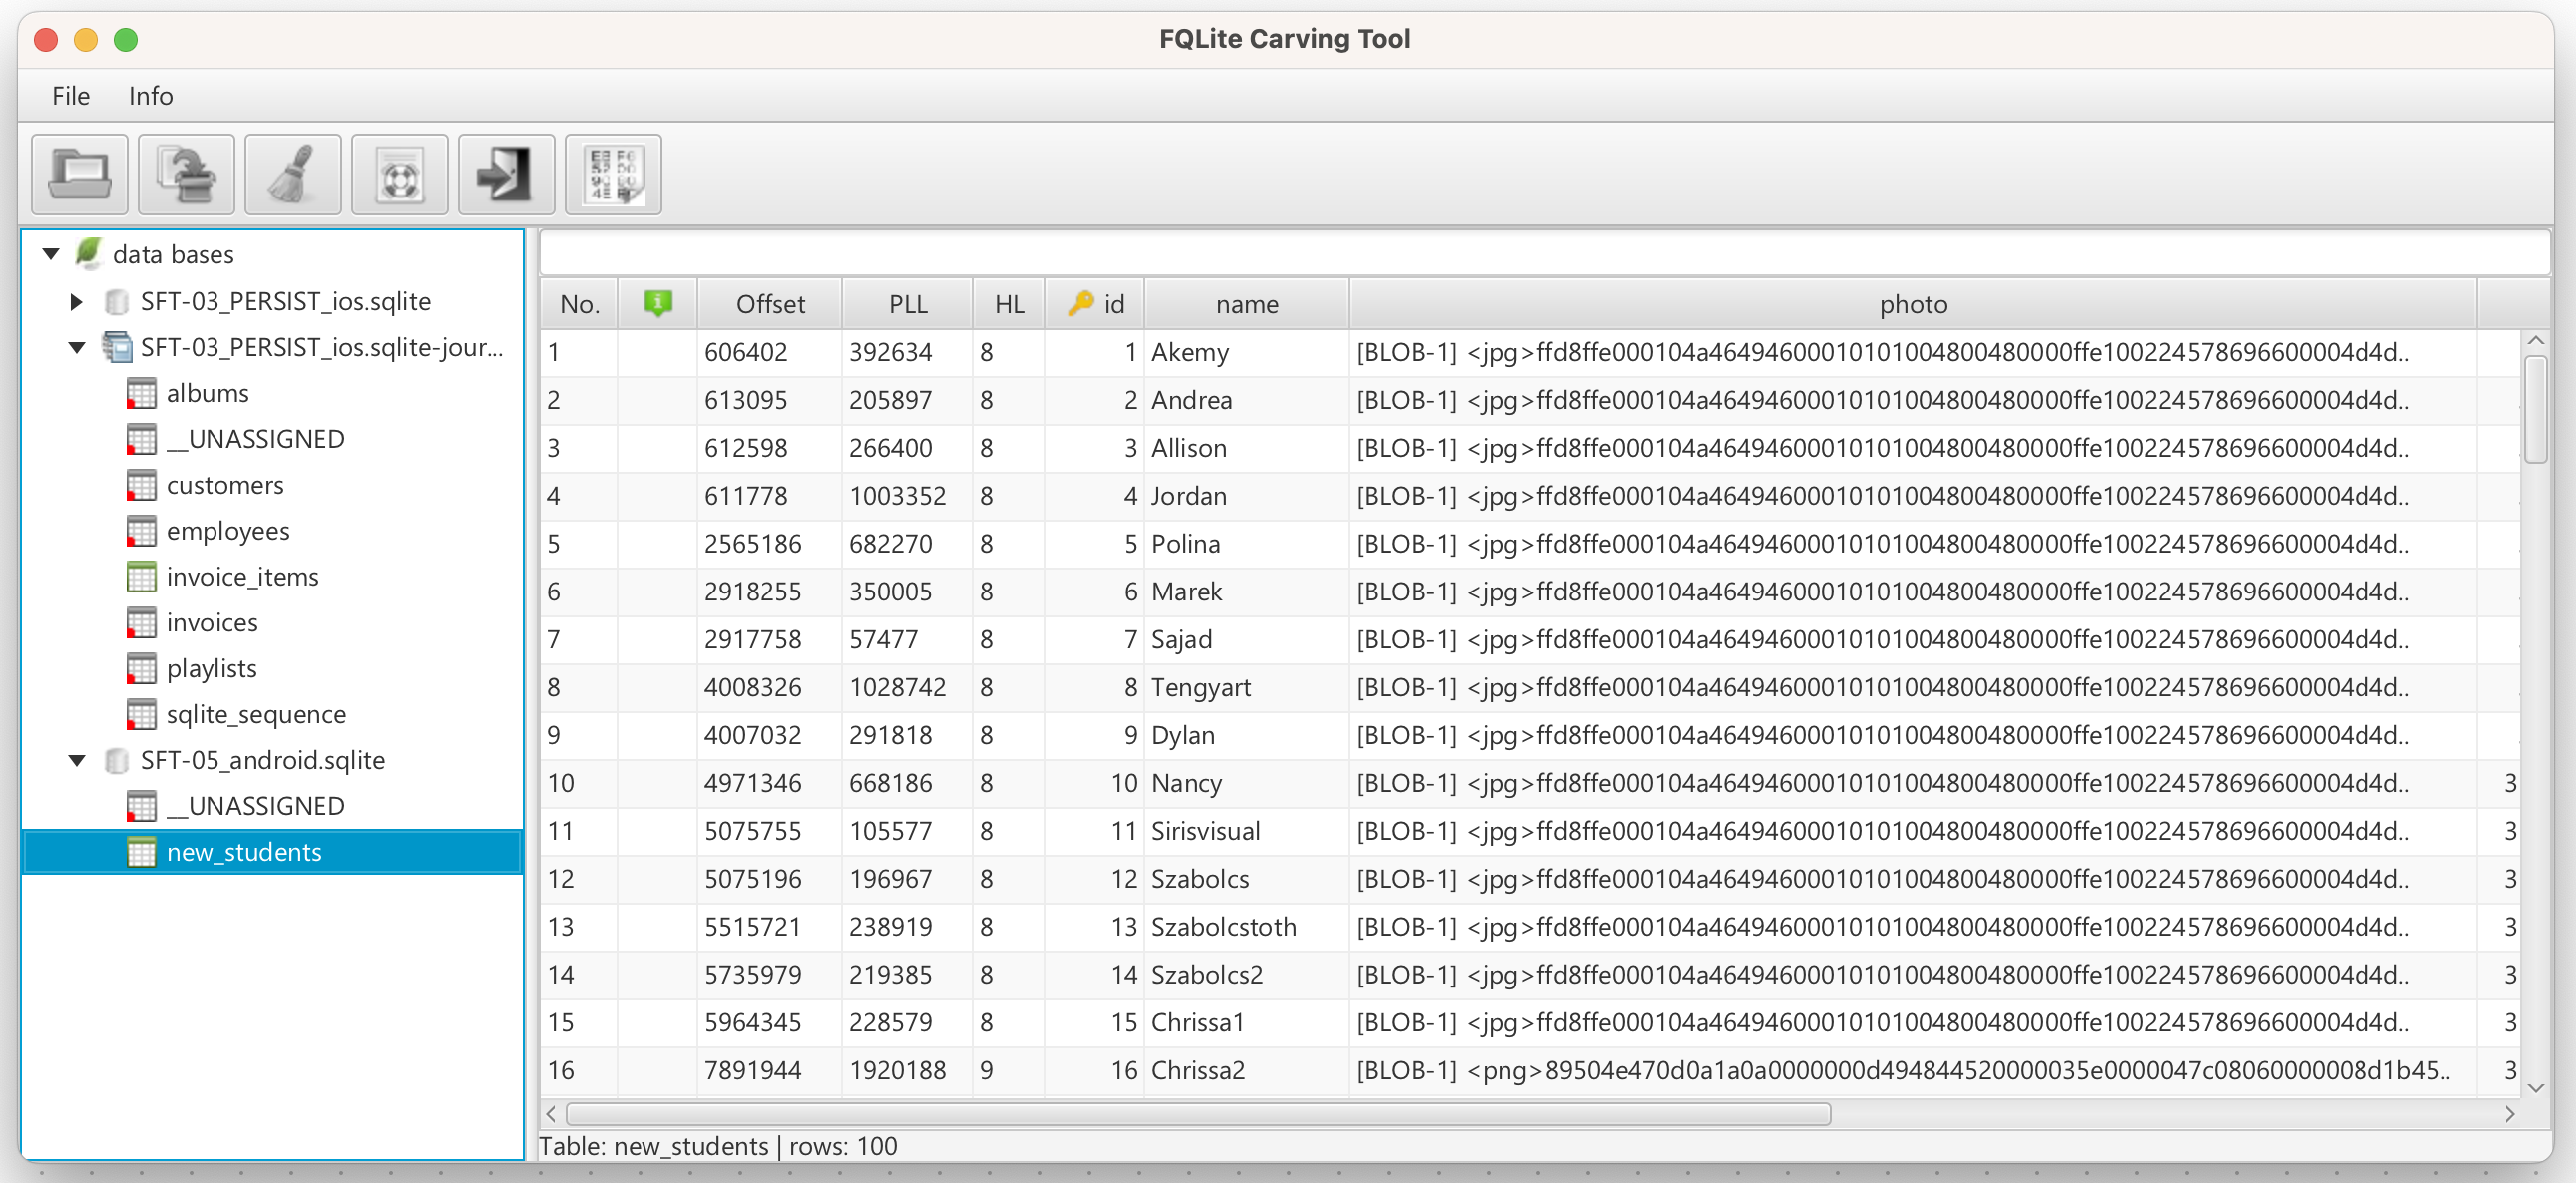 FQLite Carving Tool
File Info
data bases
SFT-03_PERSIST_ios.sqlite
SFT-03_PERSIST_ios.sqlite-jour...
albums
__UNASSIGNED
customers
employees
invoice_items
invoices
playlists
sqlite_sequence
SFT-05_android.sqlite
__UNASSIGNED
new_students
No. Offset PLL HL id name photo
1 606402 392634 8 1 Akemy [BLOB-1] <jpg>ffd8ffe000104a46494600010101004800480000ffe1002245786966​00004d4d..
2 613095 205897 8 2 Andrea [BLOB-1] <jpg>ffd8ffe000104a46494600010101004800480000ffe100224578696600004d4d..
3 612598 266400 8 3 Allison [BLOB-1] <jpg>ffd8ffe000104a46494600010101004800480000ffe100224578696600004d4d..
4 611778 1003352 8 4 Jordan [BLOB-1] <jpg>ffd8ffe000104a46494600010101004800480000ffe100224578696600004d4d..
5 2565186 682270 8 5 Polina [BLOB-1] <jpg>ffd8ffe000104a46494600010101004800480000ffe100224578696600004d4d..
6 2918255 350005 8 6 Marek [BLOB-1] <jpg>ffd8ffe000104a46494600010101004800480000ffe100224578696600004d4d..
7 2917758 57477 8 7 Sajad [BLOB-1] <jpg>ffd8ffe000104a46494600010101004800480000ffe100224578696600004d4d..
8 4008326 1028742 8 8 Tengyart [BLOB-1] <jpg>ffd8ffe000104a46494600010101004800480000ffe100224578696600004d4d..
9 4007032 291818 8 9 Dylan [BLOB-1] <jpg>ffd8ffe000104a46494600010101004800480000ffe100224578696600004d4d..
10 4971346 668186 8 10 Nancy [BLOB-1] <jpg>ffd8ffe000104a46494600010101004800480000ffe100224578696600004d4d.. 3
11 5075755 105577 8 11 Sirisvisual [BLOB-1] <jpg>ffd8ffe000104a46494600010101004800480000ffe100224578696600004d4d.. 3
12 5075196 196967 8 12 Szabolcs [BLOB-1] <jpg>ffd8ffe000104a46494600010101004800480000ffe100224578696600004d4d.. 3
13 5515721 238919 8 13 Szabolcstoth [BLOB-1] <jpg>ffd8ffe000104a46494600010101004800480000ffe100224578696600004d4d.. 3
14 5735979 219385 8 14 Szabolcs2 [BLOB-1] <jpg>ffd8ffe000104a46494600010101004800480000ffe100224578696600004d4d.. 3
15 5964345 228579 8 15 Chrissa1 [BLOB-1] <jpg>ffd8ffe000104a46494600010101004800480000ffe100224578696600004d4d.. 3
16 7891944 1920188 9 16 Chrissa2 [BLOB-1] <png>89504e470d0a1a0a0000000d494844520000035e0000047c08060000008d1b45.. 3
Table: new_students | rows: 100